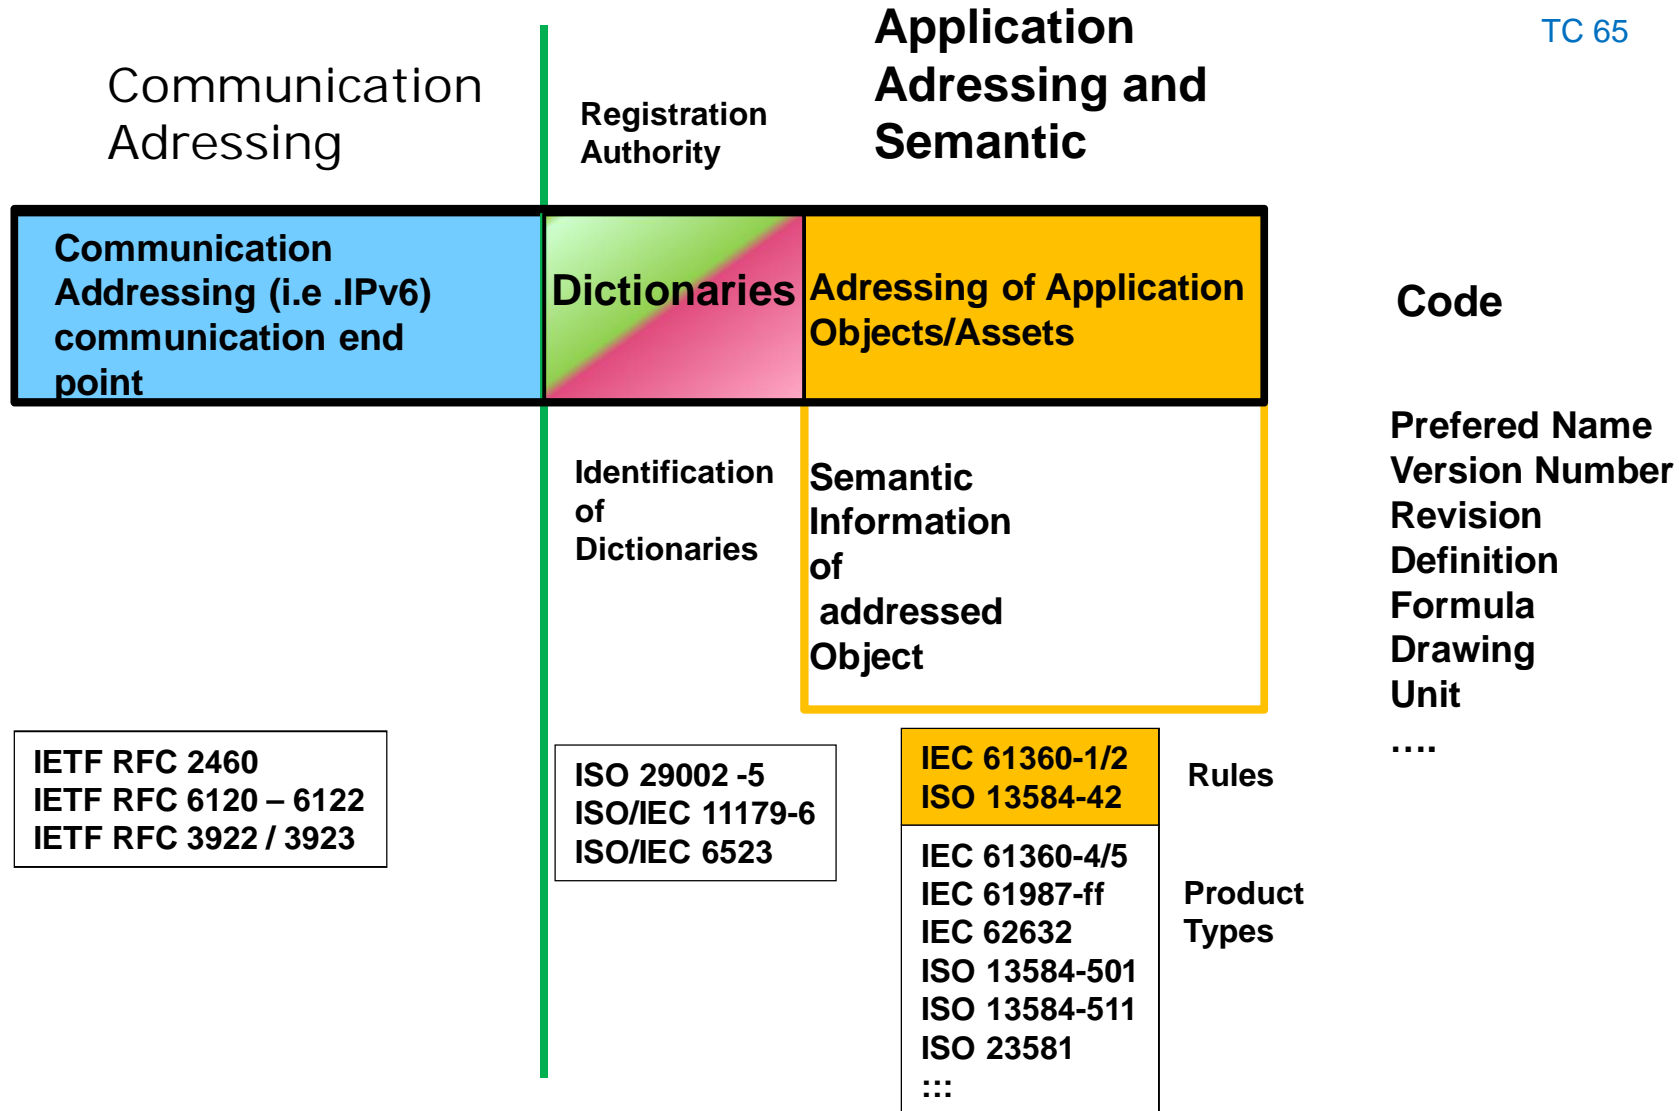 Communication
Adressing
Registration
Authority
Application
Adressing and
Semantic
TC 65
Communication
Addressing (i.e .IPv6)
communication end
point
Dictionaries
Adressing of Application
Objects/Assets
Code
Identification
of
Dictionaries
Semantic
Information
of
addressed
Object
Prefered Name
Version Number
Revision
Definition
Formula
Drawing
Unit
....
IETF RFC 2460
IETF RFC 6120 – 6122
IETF RFC 3922 / 3923
ISO 29002 -5
ISO/IEC 11179-6
ISO/IEC 6523
IEC 61360-1/2
ISO 13584-42
Rules
IEC 61360-4/5
IEC 61987-ff
IEC 62632
ISO 13584-501
ISO 13584-511
ISO 23581
:::
Product
Types